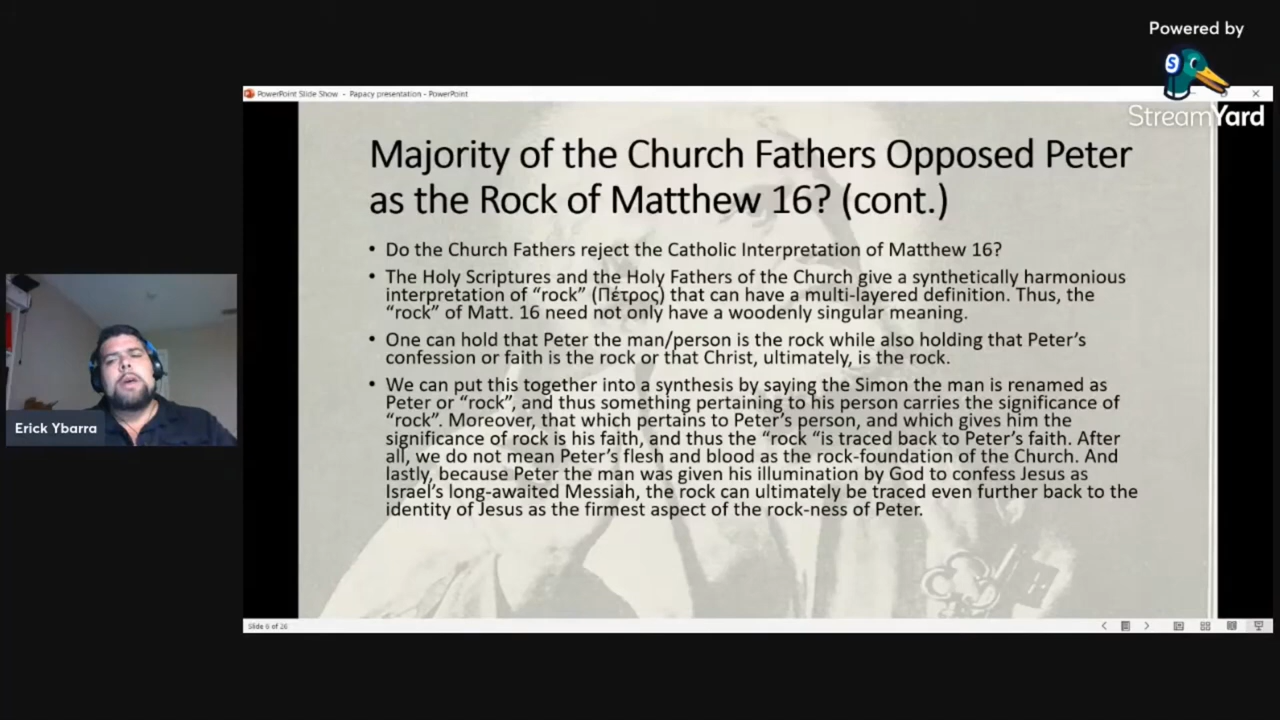 Powered by
StreamYard
PowerPoint Slide Show - Papacy presentation - PowerPoint
Majority of the Church Fathers Opposed Peter
as the Rock of Matthew 16? (cont.)
• Do the Church Fathers reject the Catholic Interpretation of Matthew 16?
• The Holy Scriptures and the Holy Fathers of the Church give a synthetically harmonious
interpretation of “rock” (Πέτρος) that can have a multi-layered definition. Thus, the
“rock” of Matt. 16 need not only have a woodenly singular meaning.
• One can hold that Peter the man/person is the rock while also holding that Peter’s
confession or faith is the rock or that Christ, ultimately, is the rock.
• We can put this together into a synthesis by saying the Simon the man is renamed as
Peter or “rock”, and thus something pertaining to his person carries the significance of
“rock”. Moreover, that which pertains to Peter’s person, and which gives him the
significance of rock is his faith, and thus the “rock “is traced back to Peter’s faith. After
all, we do not mean Peter’s flesh and blood as the rock-foundation of the Church. And
lastly, because Peter the man was given his illumination by God to confess Jesus as
Israel’s long-awaited Messiah, the rock can ultimately be traced even further back to the
identity of Jesus as the firmest aspect of the rock-ness of Peter.
Erick Ybarra
Slide 6 of 26